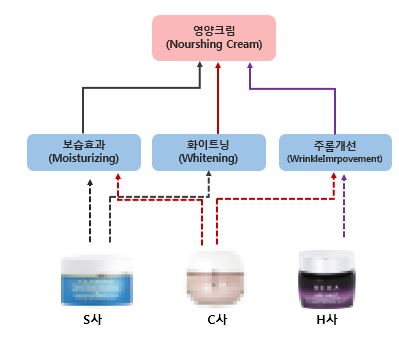 영양크림
(Nourshing Cream)
보습효과
(Moisturizing)
화이트닝
(Whitening)
주롬개선
(WrinkleImrpovement)
S사
C사
H사